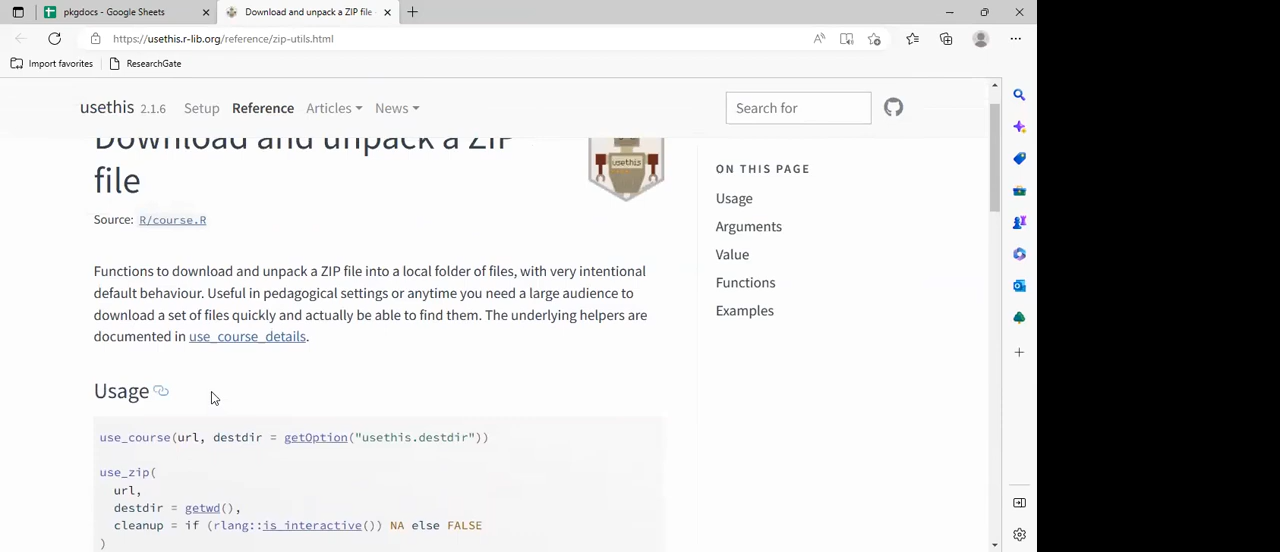 pkgdocs - Google Sheets
Download and unpack a ZIP file
https://usethis.r-lib.org/reference/zip-utils.html
Import favorites
ResearchGate
usethis 2.1.6 Setup Reference Articles News
Search for
Download and unpack a ZIP
file
usethis
Source: R/course.R
Functions to download and unpack a ZIP file into a local folder of files, with very intentional
default behaviour. Useful in pedagogical settings or anytime you need a large audience to
download a set of files quickly and actually be able to find them. The underlying helpers are
documented in use_course_details.
Usage
use_course(url, destdir = getOption("usethis.destdir"))
use_zip(
url,
destdir = getwd(),
cleanup = if (rlang::is_interactive()) NA else FALSE
)
ON THIS PAGE
Usage
Arguments
Value
Functions
Examples